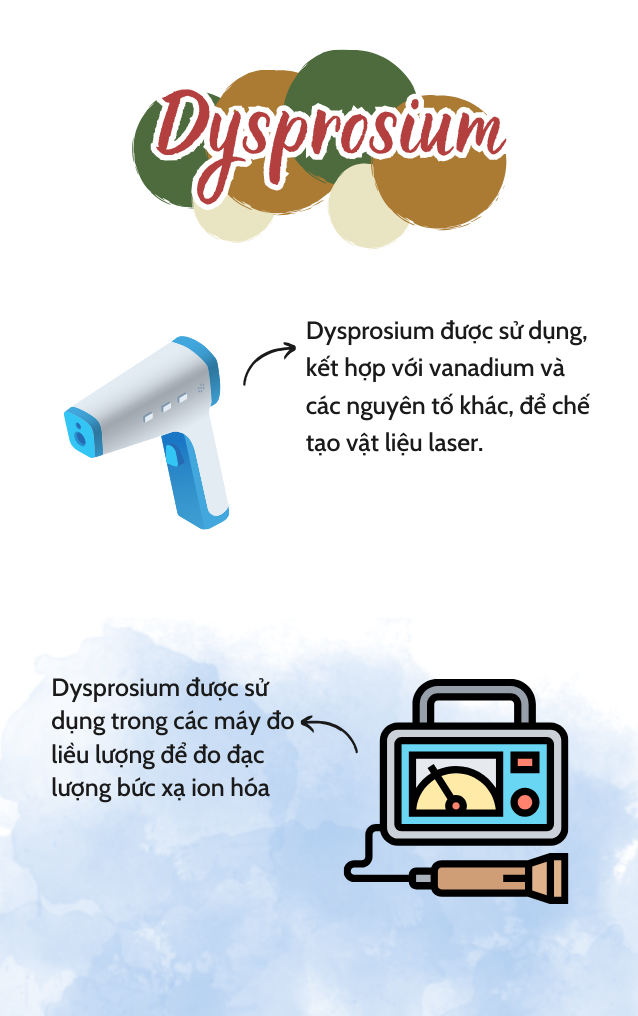 Dysprosium
Dysprosium được sử dụng,
kết hợp với vanadium và
các nguyên tố khác, để chế
tạo vật liệu laser.
Dysprosium được sử
dụng trong các máy đo
liều lượng để đo đạc
lượng bức xạ ion hóa